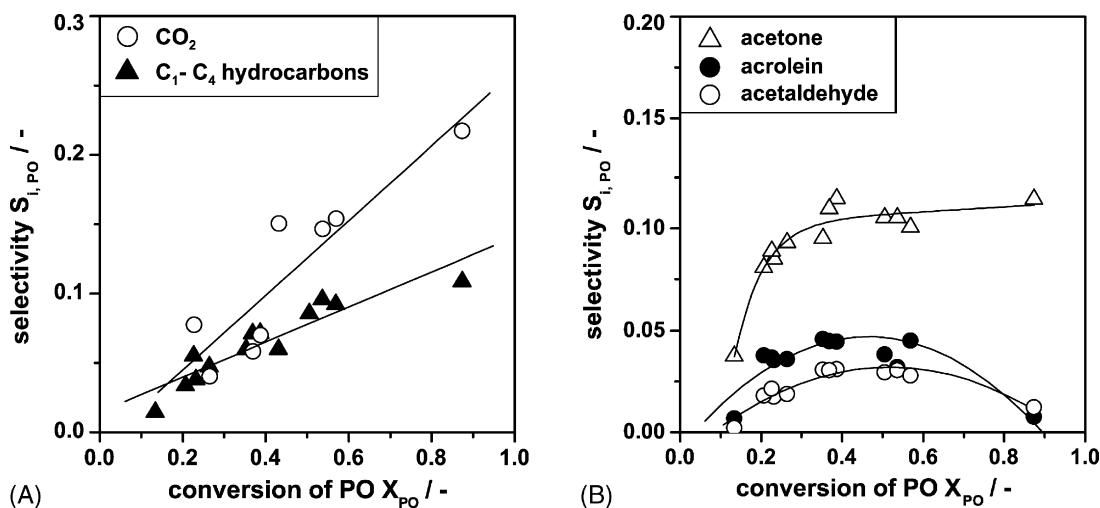 0.3
0.2
0.1
0.0
selectivity S i, PO / -
CO2
C1- C4 hydrocarbons
0.0 0.2 0.4 0.6 0.8 1.0
conversion of PO XPO / -
(A)
0.20
0.15
0.10
0.05
0.00
selectivity S i, PO / -
acetone
acrolein
acetaldehyde
0.0 0.2 0.4 0.6 0.8 1.0
conversion of PO XPO / -
(B)